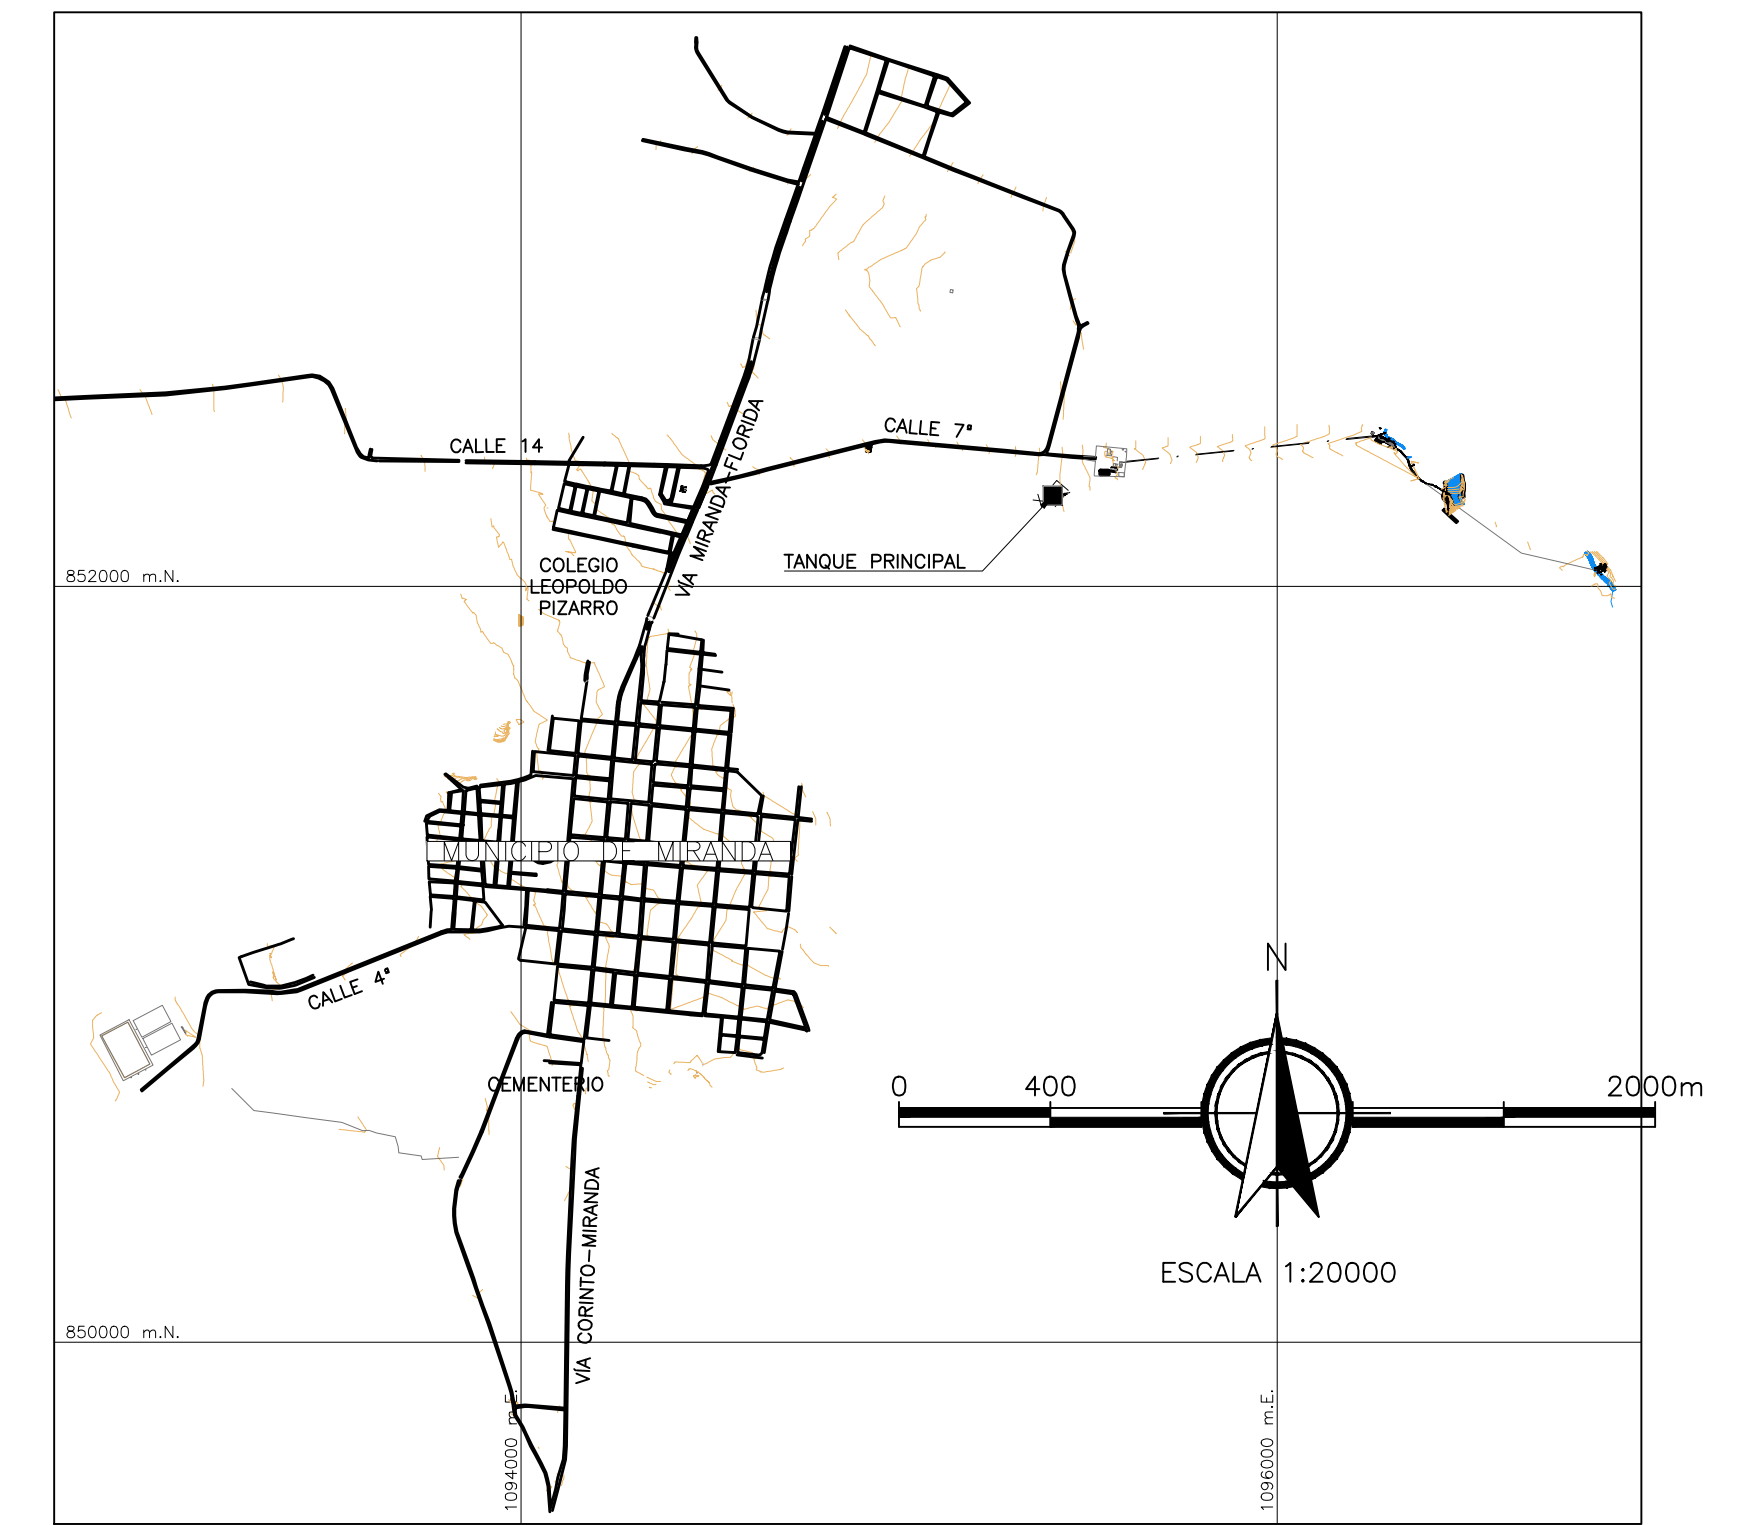 CALLE 14
VÍA MIRANDA-FLORIDA
CALLE 7ª
COLEGIO
LEOPOLDO
PIZARRO
TANQUE PRINCIPAL
852000 m.N.
MUNICIPIO DE MIRANDA
CALLE 4ª
CEMENTERIO
N
0 400 2000m
VÍA CORINTO-MIRANDA
ESCALA 1:20000
850000 m.N.
1094000 m.E.
1096000 m.E.